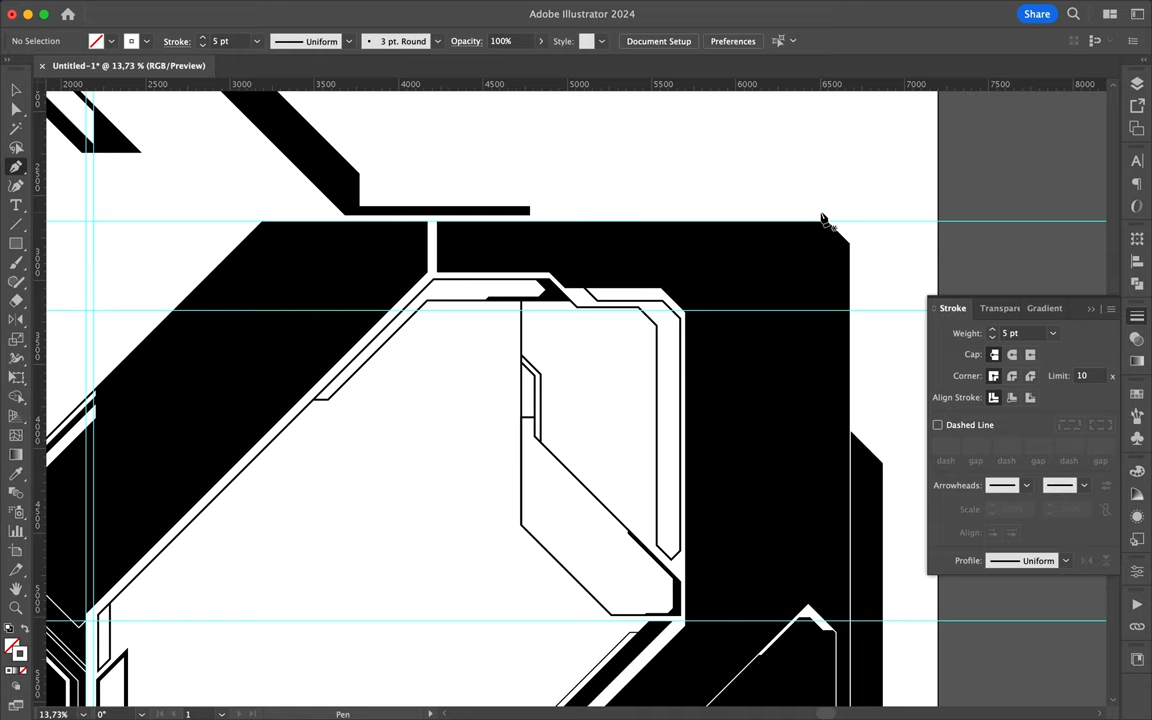 Adobe Illustrator 2024
Share
No Selection
Stroke:
5 pt
Uniform
3 pt. Round
Opacity:
100%
Style:
Document Setup
Preferences
Untitled-1* @ 13,73 % (RGB/Preview)
2000
2500
3000
3500
4000
4500
5000
5500
6000
6500
7000
7500
8000
Stroke
Transpare
Gradient
Weight:
5 pt
Cap:
Corner:
Limit:
10
x
Align Stroke:
Dashed Line
dash
gap
dash
gap
dash
gap
Arrowheads:
Scale:
Align:
Profile:
Uniform
13,73%
0°
1
Pen